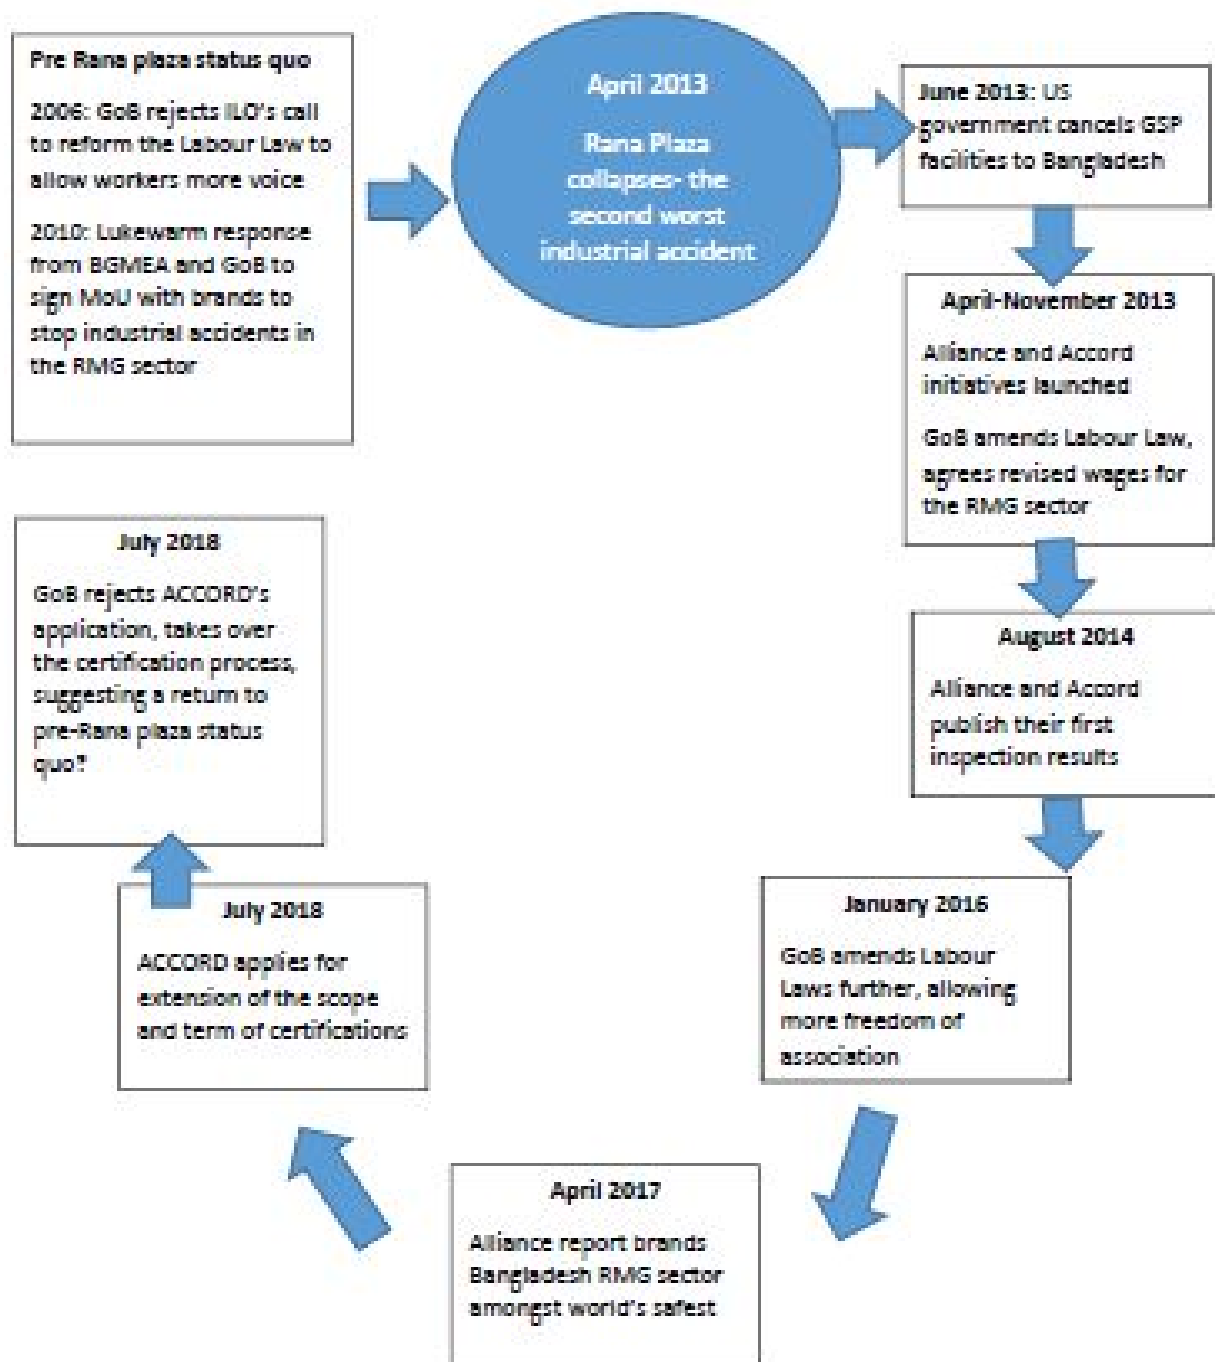 Pre Rana plaza status quo
2006: GoB rejects ILO's call
to reform the Labour Law to
allow workers more voice
2010: Lukewarm response
from BGMEA and GoB to
sign MoU with brands to
stop industrial accidents in
the RMG sector
April 2013
Rana Plaza
collapses- the
second worst
industrial accident
June 2013: US
government cancels GSP
facilities to Bangladesh
April-November 2013
Alliance and Accord
initiatives launched
GoB amends Labour Law,
agrees revised wages for
the RMG sector
August 2014
Alliance and Accord
publish their first
inspection results
January 2016
GoB amends Labour
Laws further, allowing
more freedom of
association
April 2017
Alliance report brands
Bangladesh RMG sector
amongst world's safest
July 2018
ACCORD applies for
extension of the scope
and term of certifications
July 2018
GoB rejects ACCORD's
application, takes over
the certification process,
suggesting a return to
pre-Rana plaza status
quo?